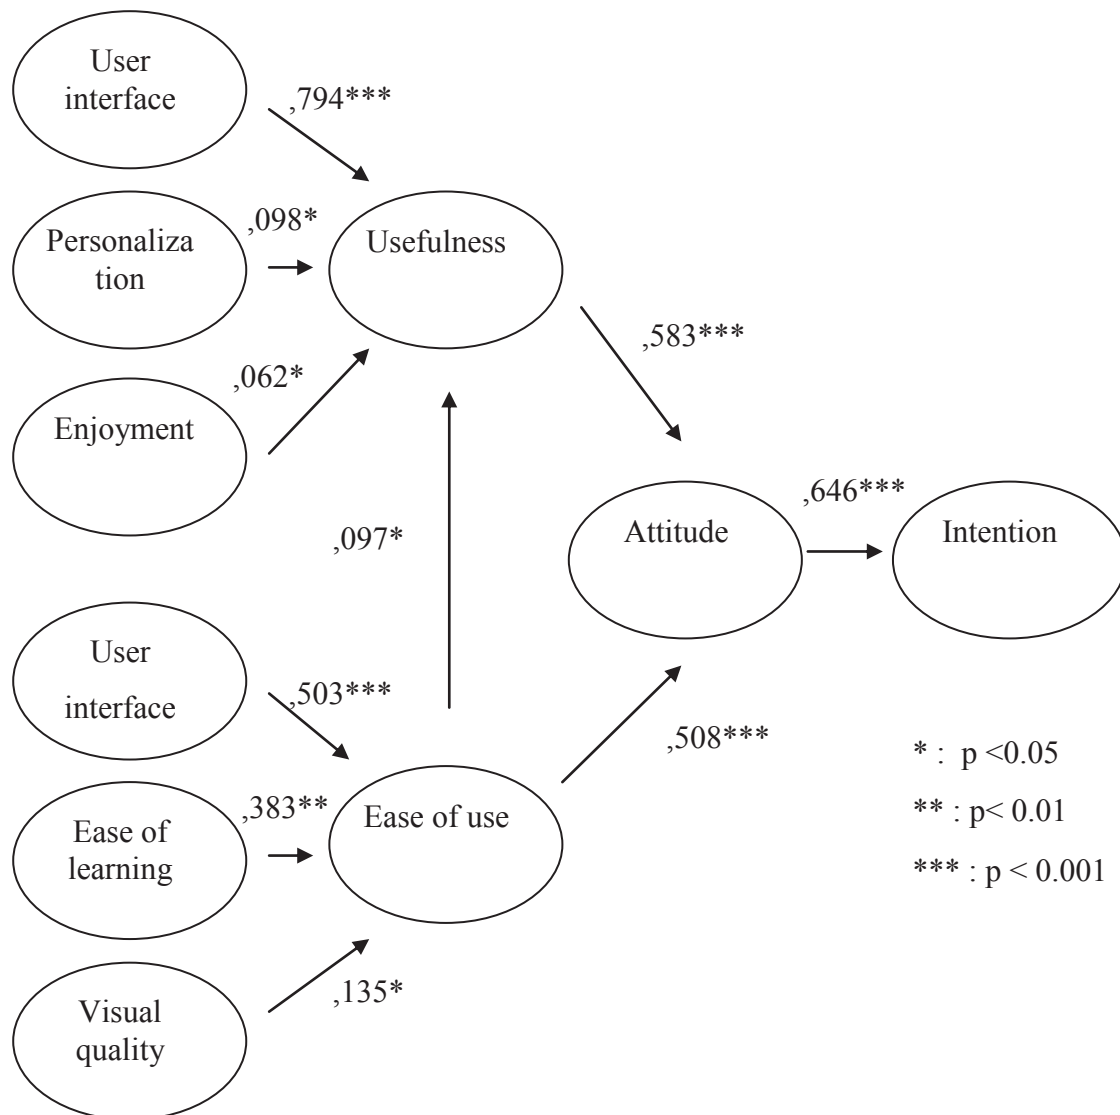 User
interface
,794***
Personaliza
tion
,098*
Usefulness
,583***
Enjoyment
,062*
,097*
Attitude
,646***
Intention
User
interface
,503***
Ease of
learning
,383**
Ease of use
,508***
Visual
quality
,135*
* : p <0.05
** : p< 0.01
*** : p < 0.001